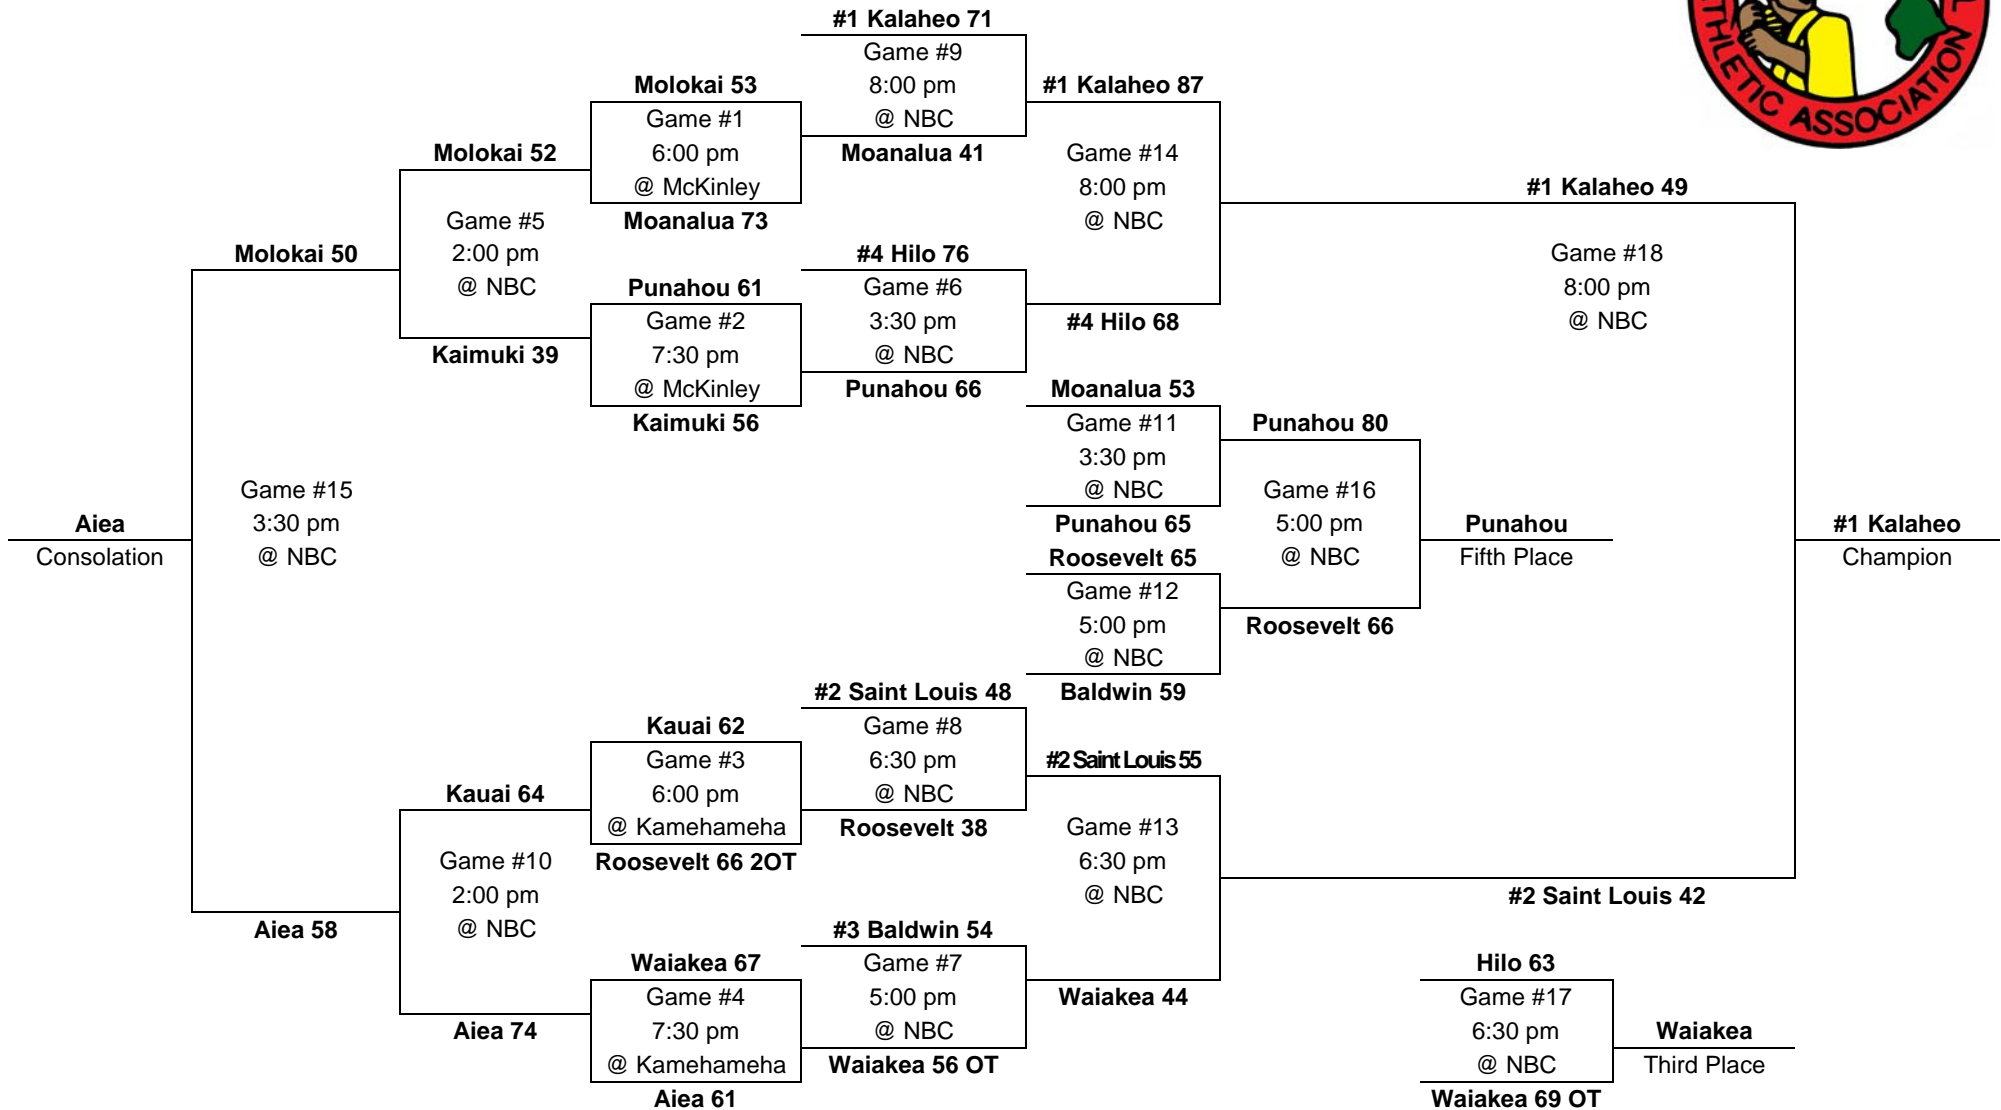 #1 Kalaheo 71
Game #9
8:00 pm
@ NBC
Moanalua 41
Molokai 53
Game #1
6:00 pm
@ McKinley
Moanalua 73
#1 Kalaheo 87
Game #14
8:00 pm
@ NBC
#4 Hilo 68
Molokai 52
Game #5
2:00 pm
@ NBC
Kaimuki 39
#1 Kalaheo 49
Game #18
8:00 pm
@ NBC
#2 Saint Louis 42
Molokai 50
Game #15
3:30 pm
@ NBC
Aiea 58
Punahou 61
Game #2
7:30 pm
@ McKinley
Kaimuki 56
#4 Hilo 76
Game #6
3:30 pm
@ NBC
Punahou 66
Moanalua 53
Game #11
3:30 pm
@ NBC
Punahou 65
Punahou 80
Game #16
5:00 pm
@ NBC
Roosevelt 66
Roosevelt 65
Game #12
5:00 pm
@ NBC
Baldwin 59
Aiea
Consolation
Punahou
Fifth Place
#1 Kalaheo
Champion
#2 Saint Louis 48
Game #8
6:30 pm
@ NBC
Roosevelt 38
Kauai 62
Game #3
6:00 pm
@ Kamehameha
Roosevelt 66 2OT
#2 Saint Louis 55
Game #13
6:30 pm
@ NBC
Waiakea 44
Kauai 64
Game #10
2:00 pm
@ NBC
Aiea 74
Waiakea 67
Game #4
7:30 pm
@ Kamehameha
Aiea 61
#3 Baldwin 54
Game #7
5:00 pm
@ NBC
Waiakea 56 OT
Hilo 63
Game #17
6:30 pm
@ NBC
Waiakea 69 OT
Waiakea
Third Place
ASSOCIATION